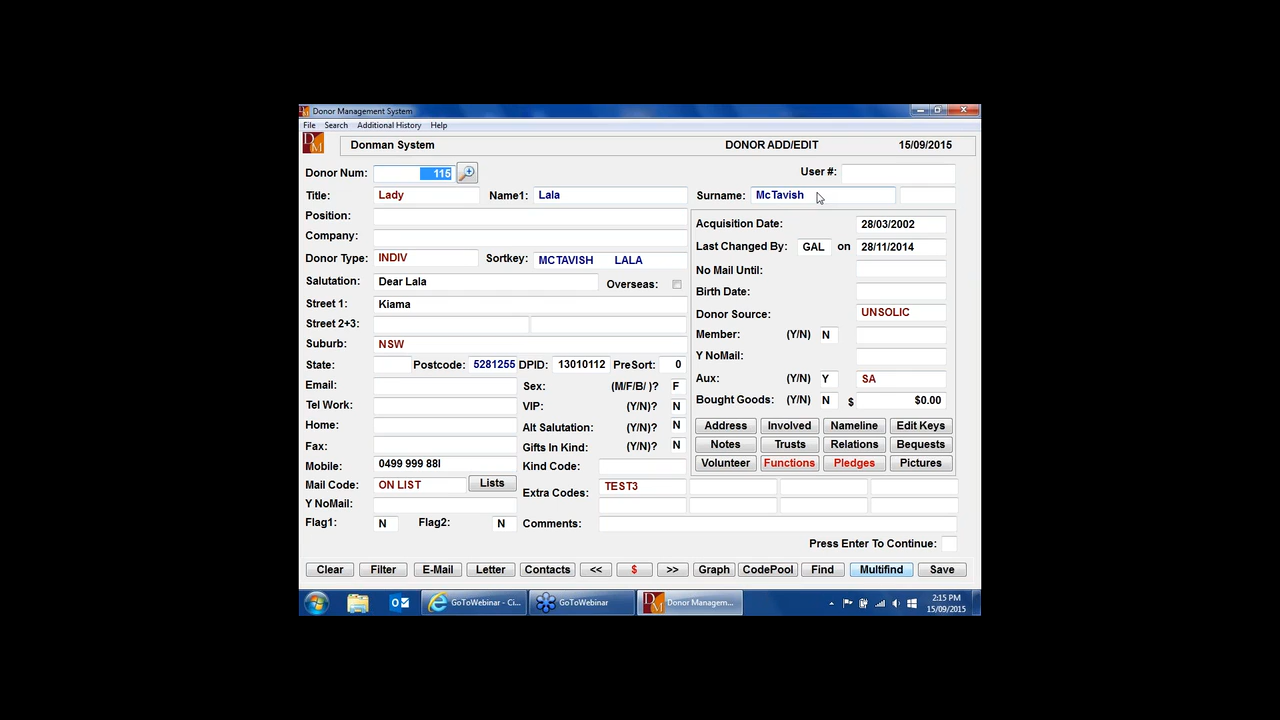 Donor Management System
File Search Additional History Help
DM Donman System DONOR ADD/EDIT 15/09/2015
Donor Num: 115 User #:
Title: Lady Name1: Lala Surname: McTavish
Position:
Company:
Donor Type: INDIV Sortkey: MCTAVISH LALA
Salutation: Dear Lala Overseas:
Street 1: Kiama
Street 2+3:
Suburb: NSW
State: Postcode: 5281255 DPID: 13010112 PreSort: 0
Email: Sex: (M/F/B/ )? F
Tel Work: VIP: (Y/N)? N
Home: Alt Salutation: (Y/N)? N
Fax: Gifts In Kind: (Y/N)? N
Mobile: 0499 999 88l Kind Code:
Mail Code: ON LIST Lists Extra Codes: TEST3
Y NoMail:
Flag1: N Flag2: N Comments:
Acquisition Date: 28/03/2002
Last Changed By: GAL on 28/11/2014
No Mail Until:
Birth Date:
Donor Source: UNSOLIC
Member: (Y/N) N
Y NoMail:
Aux: (Y/N) Y SA
Bought Goods: (Y/N) N $ $0.00
Address Involved Nameline Edit Keys
Notes Trusts Relations Bequests
Volunteer Functions Pledges Pictures
Press Enter To Continue:
Clear Filter E-Mail Letter Contacts << $ >> Graph CodePool Find Multifind Save
GoToWebinar - Ci... GoToWebinar DM Donor Managem... 2:15 PM
15/09/2015